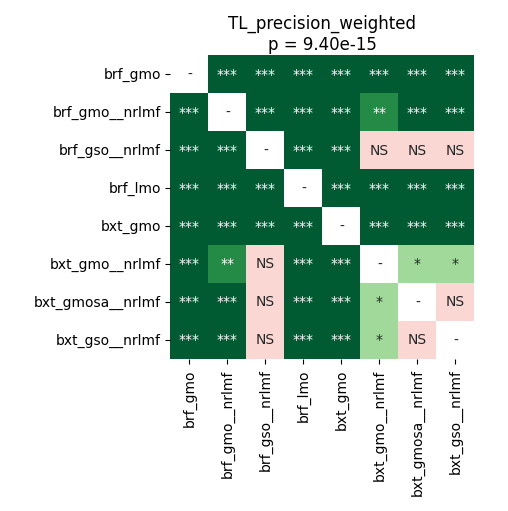 TL_precision_weighted
p = 9.40e-15
brf_gmo - *** *** *** *** *** *** ***
brf_gmo__nrlmf *** - *** *** *** ** *** ***
brf_gso__nrlmf *** *** - *** *** NS NS NS
brf_lmo *** *** *** - *** *** *** ***
bxt_gmo *** *** *** *** - *** *** ***
bxt_gmo__nrlmf *** ** NS *** *** - * *
bxt_gmosa__nrlmf *** *** NS *** *** * - NS
bxt_gso__nrlmf *** *** NS *** *** * NS -
brf_gmo
brf_gmo__nrlmf
brf_gso__nrlmf
brf_lmo
bxt_gmo
bxt_gmo__nrlmf
bxt_gmosa__nrlmf
bxt_gso__nrlmf